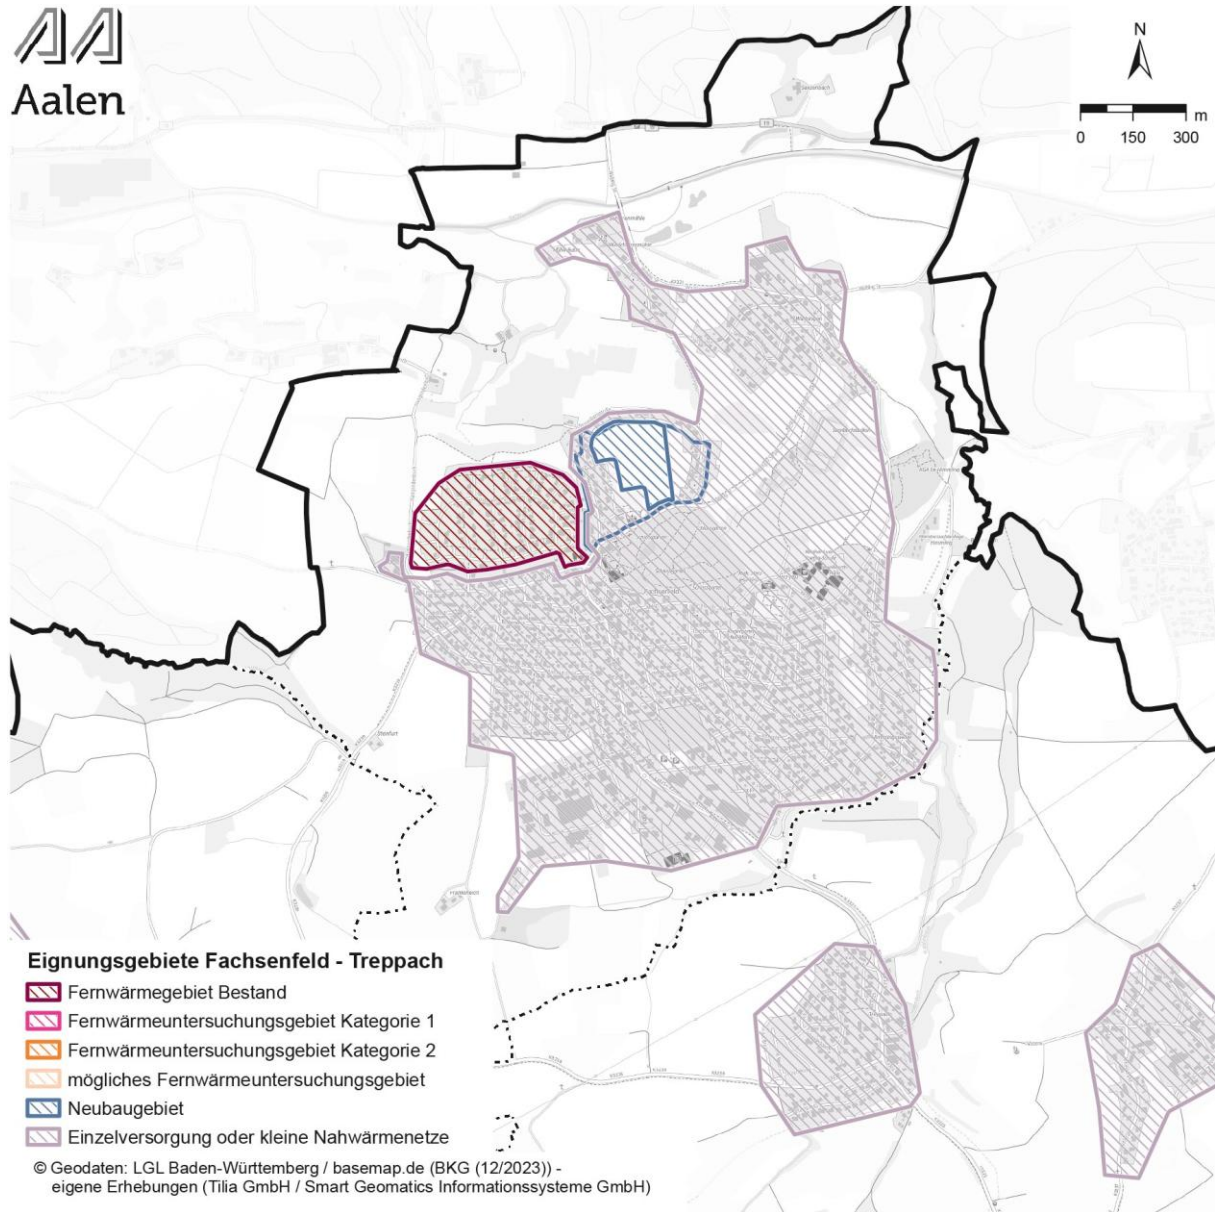 Aalen
N
m
0 150 300
Eignungsgebiete Fachsenfeld - Treppach
Fernwärmegebiet Bestand
Fernwärmeuntersuchungsgebiet Kategorie 1
Fernwärmeuntersuchungsgebiet Kategorie 2
mögliches Fernwärmeuntersuchungsgebiet
Neubaugebiet
Einzelversorgung oder kleine Nahwärmenetze
© Geodaten: LGL Baden-Württemberg / basemap.de (BKG (12/2023)) -
eigene Erhebungen (Tilia GmbH / Smart Geomatics Informationssysteme GmbH)